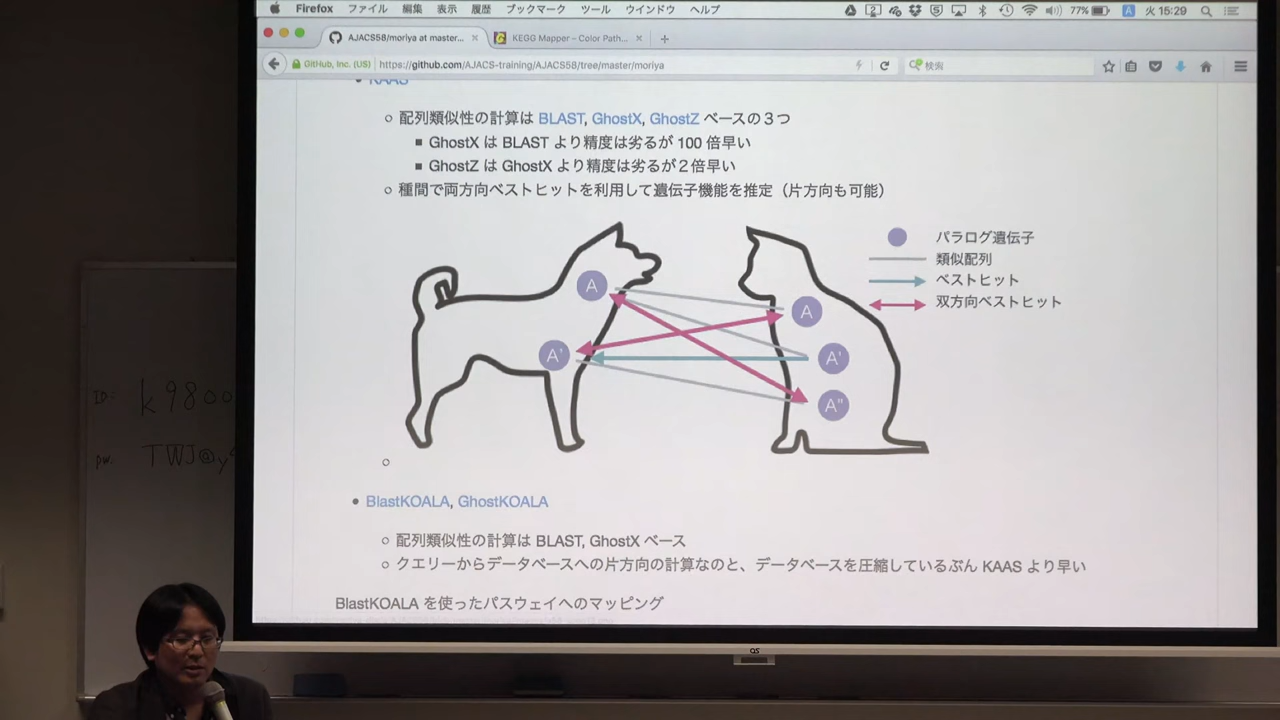 Firefox ファイル 編集 表示 履歴 ブックマーク ツール ウインドウ ヘルプ 2 5 77% A 火 15:29
AJACS58/moriya at master... × KEGG Mapper – Color Path... × +
GitHub, Inc. (US) https://github.com/AJACS-training/AJACS58/tree/master/moriya 検索
KAAS
配列類似性の計算は BLAST, GhostX, GhostZ ベースの３つ
GhostX は BLAST より精度は劣るが 100 倍早い
GhostZ は GhostX より精度は劣るが２倍早い
種間で両方向ベストヒットを利用して遺伝子機能を推定（片方向も可能）
パラログ遺伝子
類似配列
ベストヒット
双方向ベストヒット
A
A'
A
A'
A"
ID: k9800
pw. TWJ@y
BlastKOALA, GhostKOALA
配列類似性の計算は BLAST, GhostX ベース
クエリーからデータベースへの片方向の計算なのと、データベースを圧縮しているぶん KAAS より早い
BlastKOALA を使ったパスウェイへのマッピング